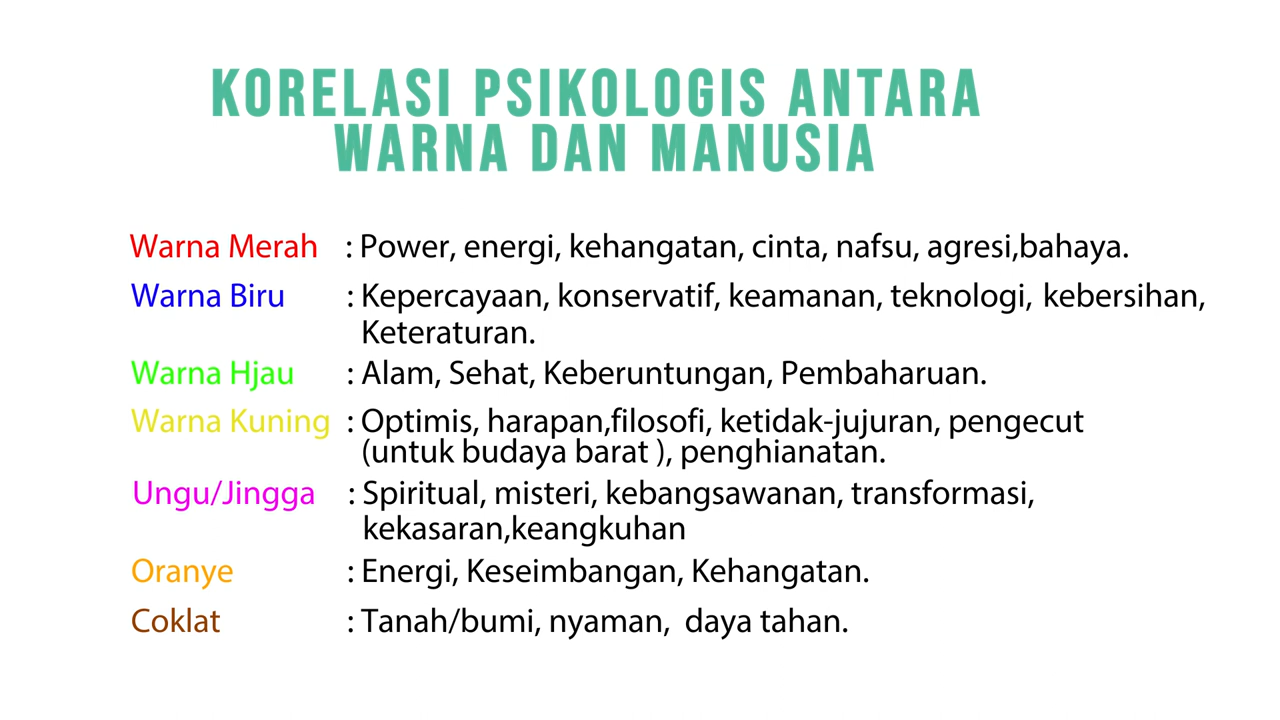 KORELASI PSIKOLOGIS ANTARA
WARNA DAN MANUSIA
Warna Merah : Power, energi, kehangatan, cinta, nafsu, agresi,bahaya.
Warna Biru : Kepercayaan, konservatif, keamanan, teknologi, kebersihan,
Keteraturan.
Warna Hjau : Alam, Sehat, Keberuntungan, Pembaharuan.
Warna Kuning : Optimis, harapan,filosofi, ketidak-jujuran, pengecut
(untuk budaya barat ), penghianatan.
Ungu/Jingga : Spiritual, misteri, kebangsawanan, transformasi,
kekasaran,keangkuhan
Oranye : Energi, Keseimbangan, Kehangatan.
Coklat : Tanah/bumi, nyaman, daya tahan.